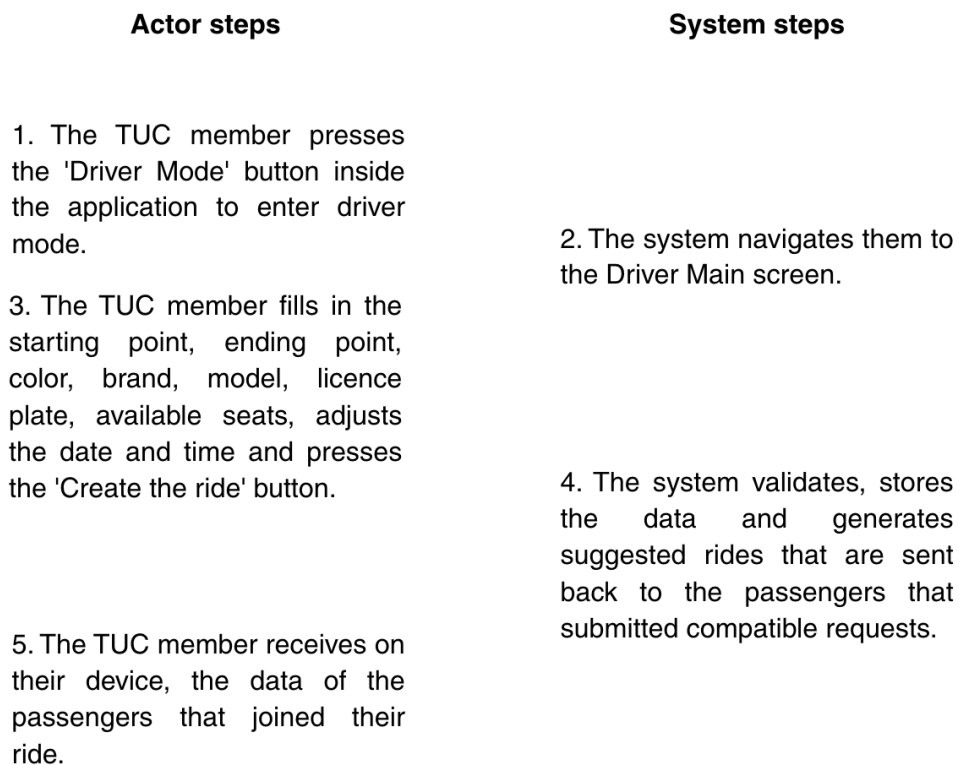 Actor steps
System steps
1. The TUC member presses
the 'Driver Mode' button inside
the application to enter driver
mode.
2. The system navigates them to
the Driver Main screen.
3. The TUC member fills in the
starting point, ending point,
color, brand, model, licence
plate, available seats, adjusts
the date and time and presses
the 'Create the ride' button.
4. The system validates, stores
the data and generates
suggested rides that are sent
back to the passengers that
submitted compatible requests.
5. The TUC member receives on
their device, the data of the
passengers that joined their
ride.